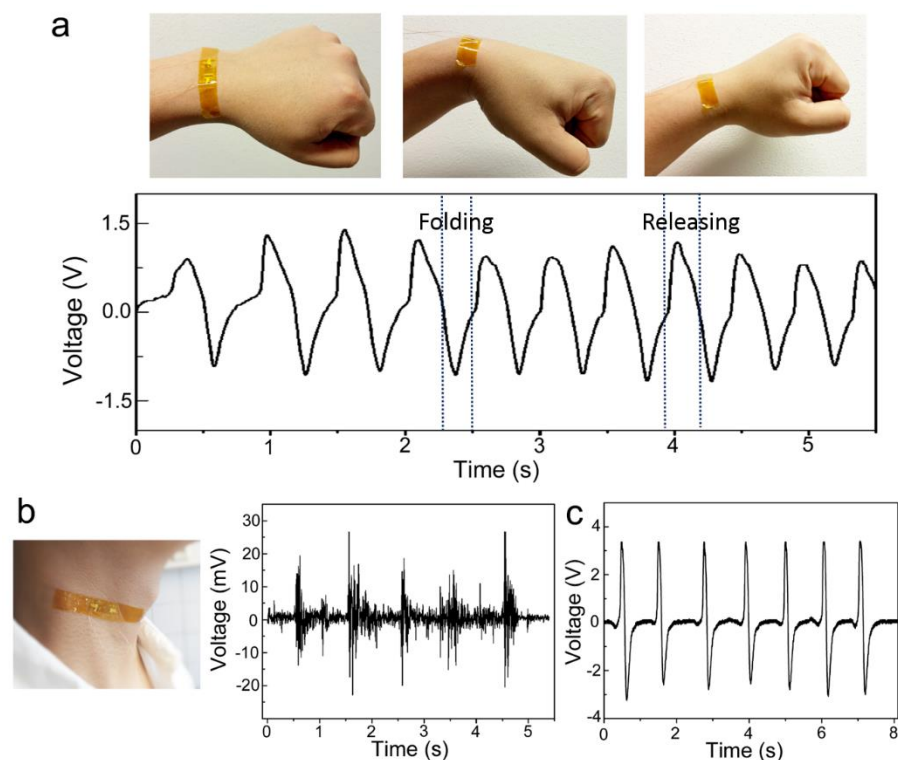 a
Folding Releasing
Voltage (V)
1.5
0.0
-1.5
0 1 2 3 4 5
Time (s)
b
Voltage (mV)
30
20
10
0
-10
-20
0 1 2 3 4 5
Time (s)
c
Voltage (V)
4
2
0
-2
-4
0 2 4 6 8
Time (s)